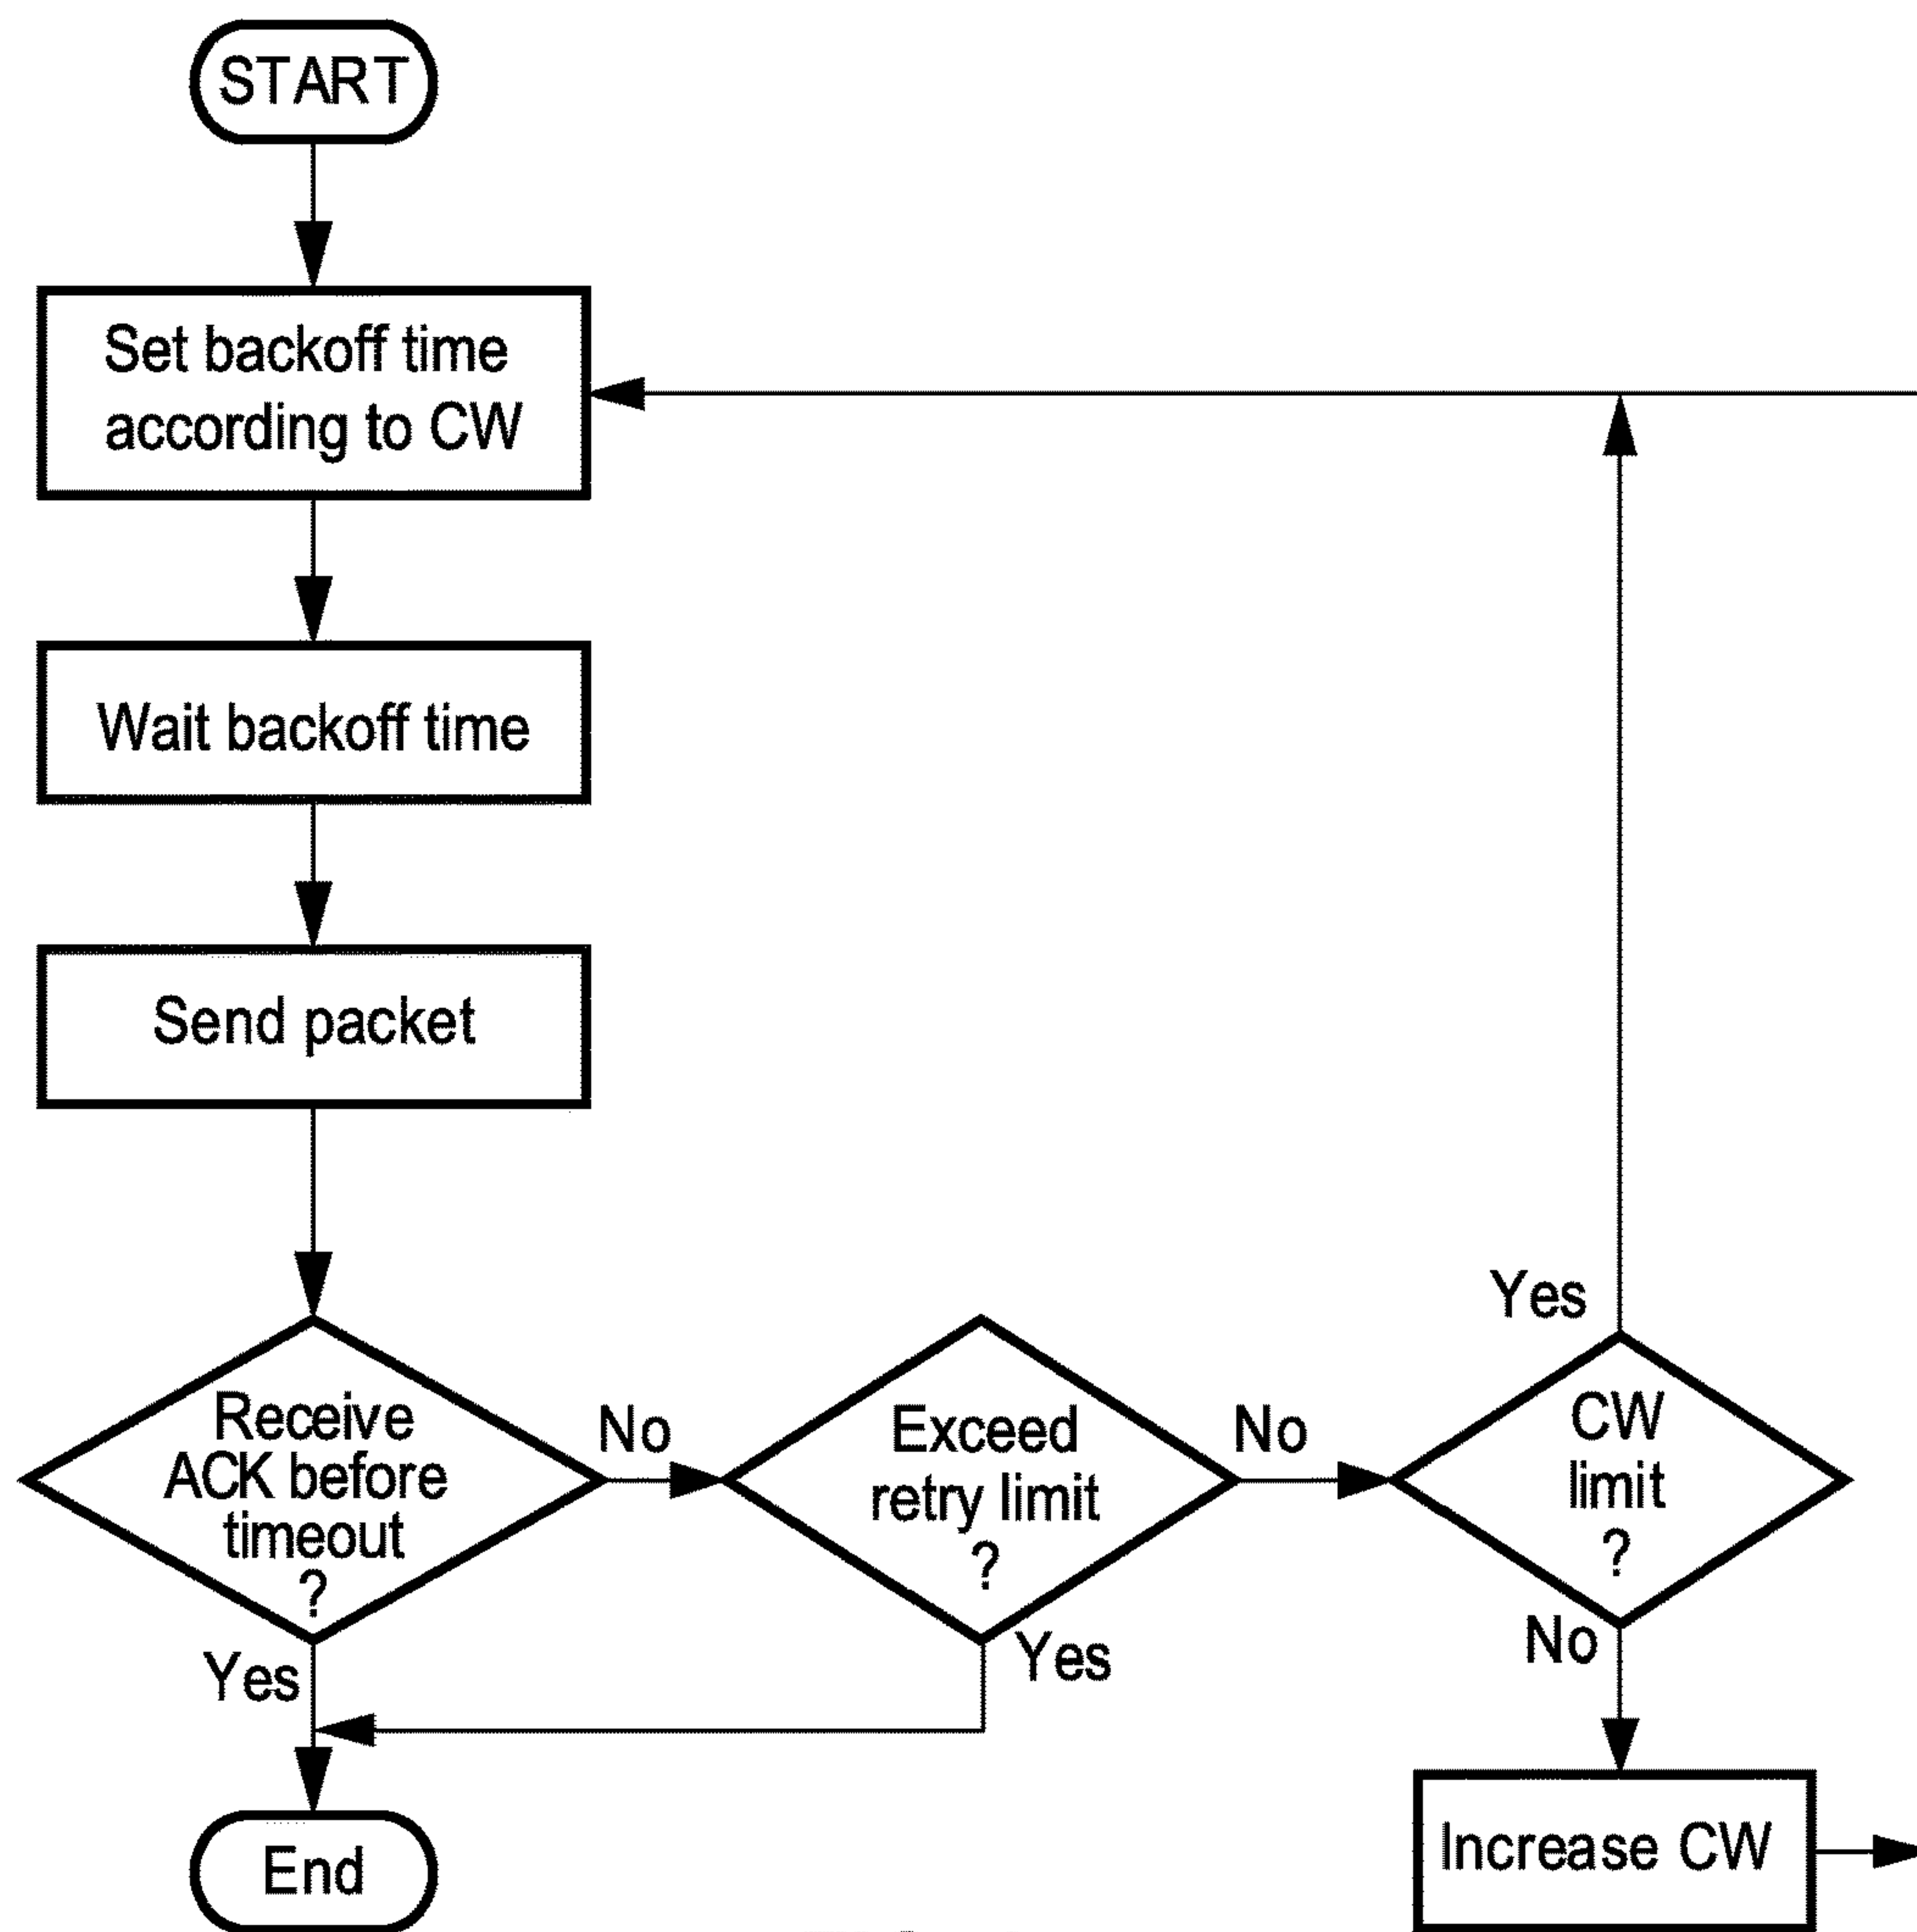 START
Set backoff time
according to CW
Wait backoff time
Send packet
Receive
ACK before
timeout
?
No
Exceed
retry limit
?
No
CW
limit
?
Yes
Yes
Yes
No
End
Increase CW